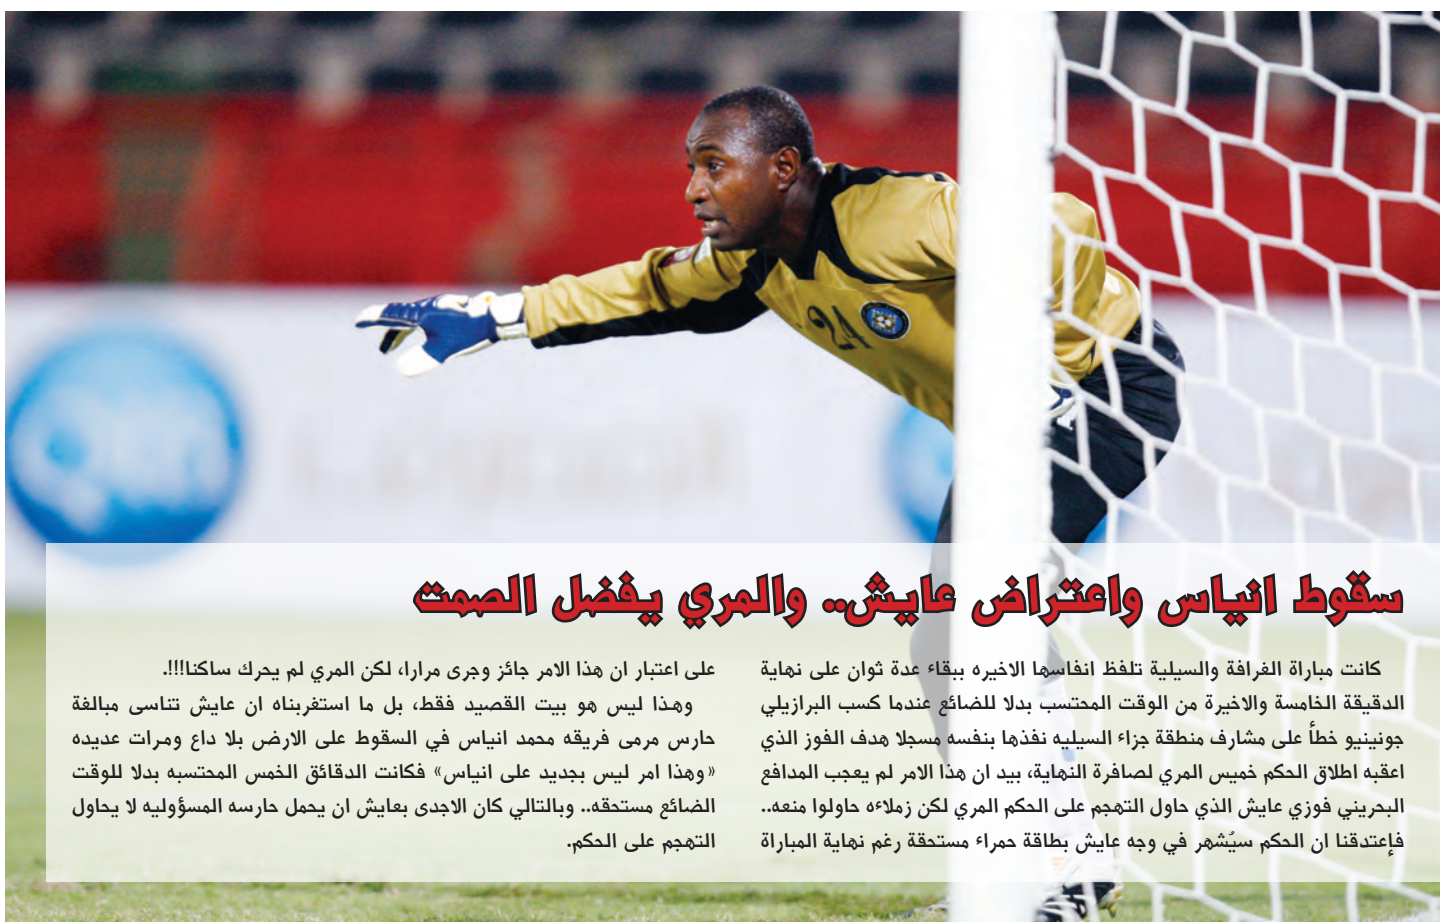 سقوط انياس واعتراض عايش.. والمري يفضل الصمت
كانت مباراة الغرافة والسيلية تلفظ انفاسها الاخيره ببقاء عدة ثوان على نهاية
الدقيقة الخامسة والاخيرة من الوقت المحتسب بدلا للضائع عندما كسب البرازيلي
جونينيو خطأ على مشارف منطقة جزاء السيليه نفذها بنفسه مسجلا هدف الفوز الذي
اعقبه اطلاق الحكم خميس المري لصافرة النهاية، بيد ان هذا الامر لم يعجب المدافع
البحريني فوزي عايش الذي حاول التهجم على الحكم المري لكن زملاءه حاولوا منعه..
فإعتدقنا ان الحكم سيُشهر في وجه عايش بطاقة حمراء مستحقة رغم نهاية المباراة
على اعتبار ان هذا الامر جائز وجرى مرارا، لكن المري لم يحرك ساكنا!!!.
وهذا ليس هو بيت القصيد فقط، بل ما استغربناه ان عايش تناسى مبالغة
حارس مرمى فريقه محمد انياس في السقوط على الارض بلا داع ومرات عديده
«وهذا امر ليس بجديد على انياس» فكانت الدقائق الخمس المحتسبه بدلا للوقت
الضائع مستحقه.. وبالتالي كان الاجدى بعايش ان يحمل حارسه المسؤوليه لا يحاول
التهجم على الحكم.
24